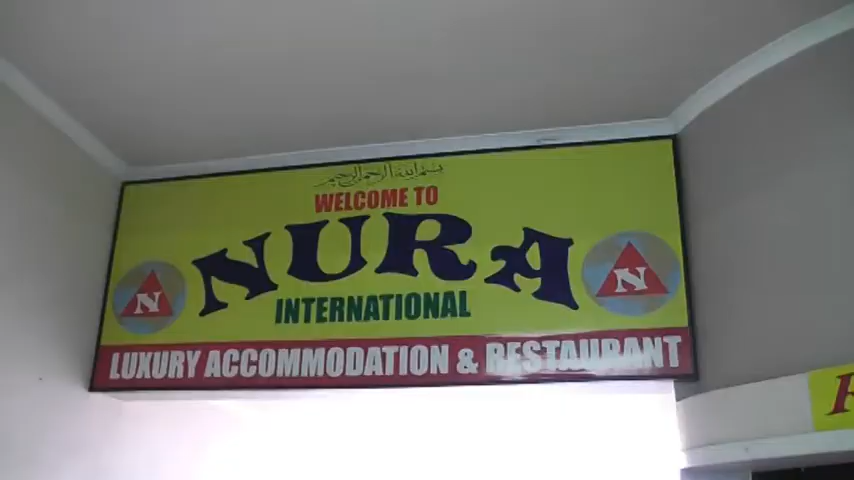 بسم الله الرحمن الرحيم
WELCOME TO
NURA
INTERNATIONAL
N
N
LUXURY ACCOMMODATION & RESTAURANT